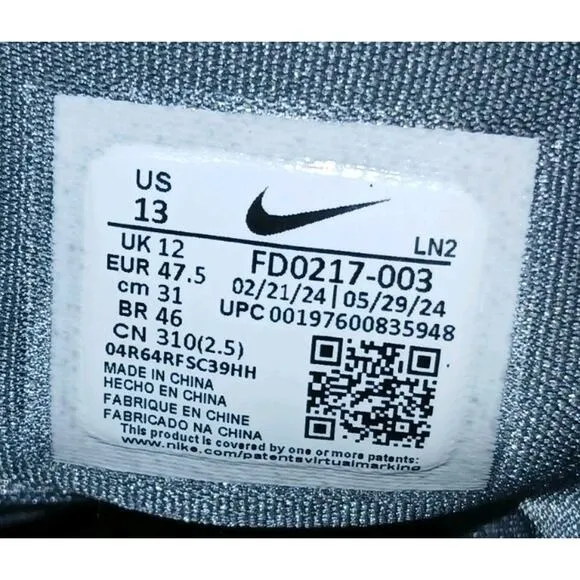 US
13
LN2
UK 12
EUR 47.5
cm 31
BR 46
CN 310(2.5)
FD0217-003
02/21/24|05/29/24
UPC 00197600835948
04R64RFSC39HH
MADE IN CHINA
HECHO EN CHINA
FABRIQUE EN CHINE
FABRICADO NA CHINA
This product is covered by one or more patents:
www.nike.com/patentsvirtualmarking